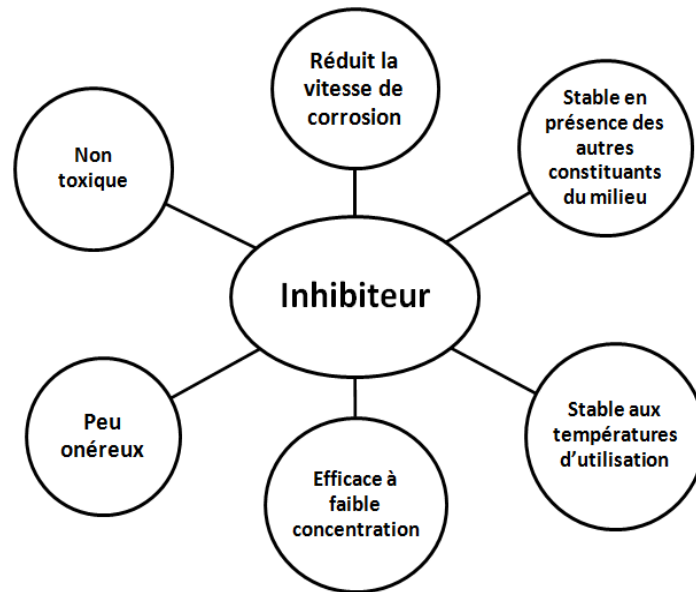 Réduit la
vitesse de
corrosion
Stable en
présence des
autres
constituants
du milieu
Non
toxique
Inhibiteur
Peu
onéreux
Stable aux
températures
d’utilisation
Efficace à
faible
concentration